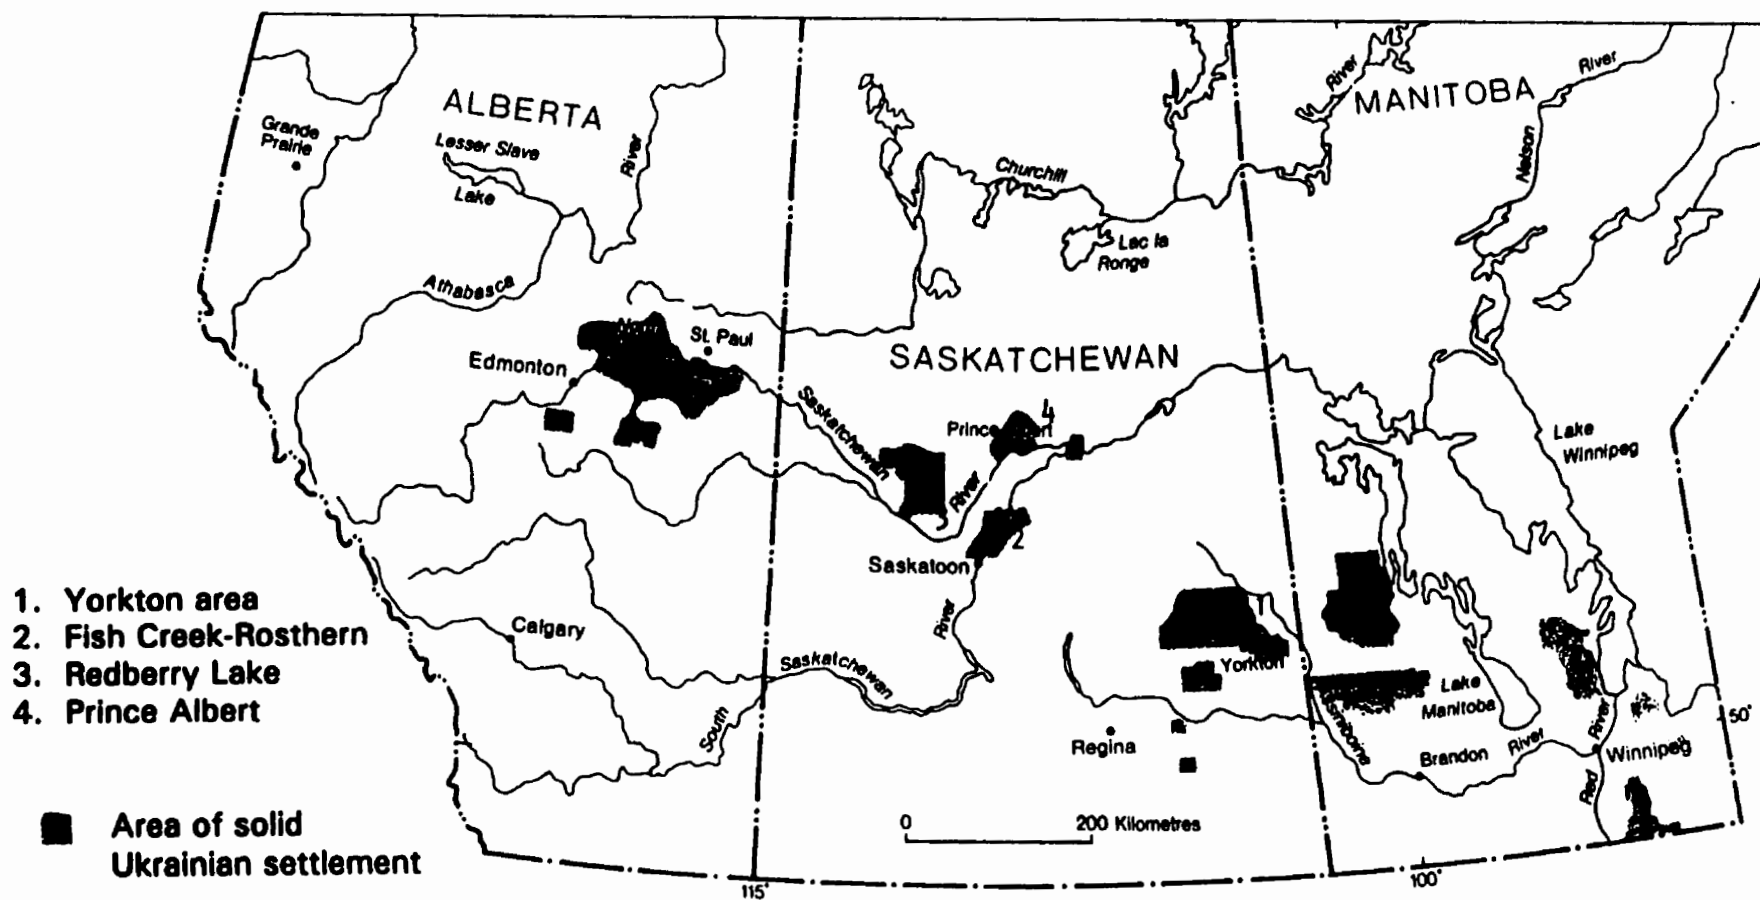 ALBERTA
MANITOBA
SASKATCHEWAN
Grande
Prairie
Lesser Slave
Lake
River
Athabasca
Churchill
Lac la
Ronge
River
River
Nelson
North
St. Paul
Edmonton
Saskatchewan
River
Prince
4
2
Saskatoon
River
Calgary
Saskatchewan
South
1
Yorkton
Regina
Lake
Winnipeg
Lake
Manitoba
Brandon
River
River
Winnipeg
Red
50°
1. Yorkton area
2. Fish Creek-Rosthern
3. Redberry Lake
4. Prince Albert
Area of solid
Ukrainian settlement
0 200 Kilometres
115°
100°